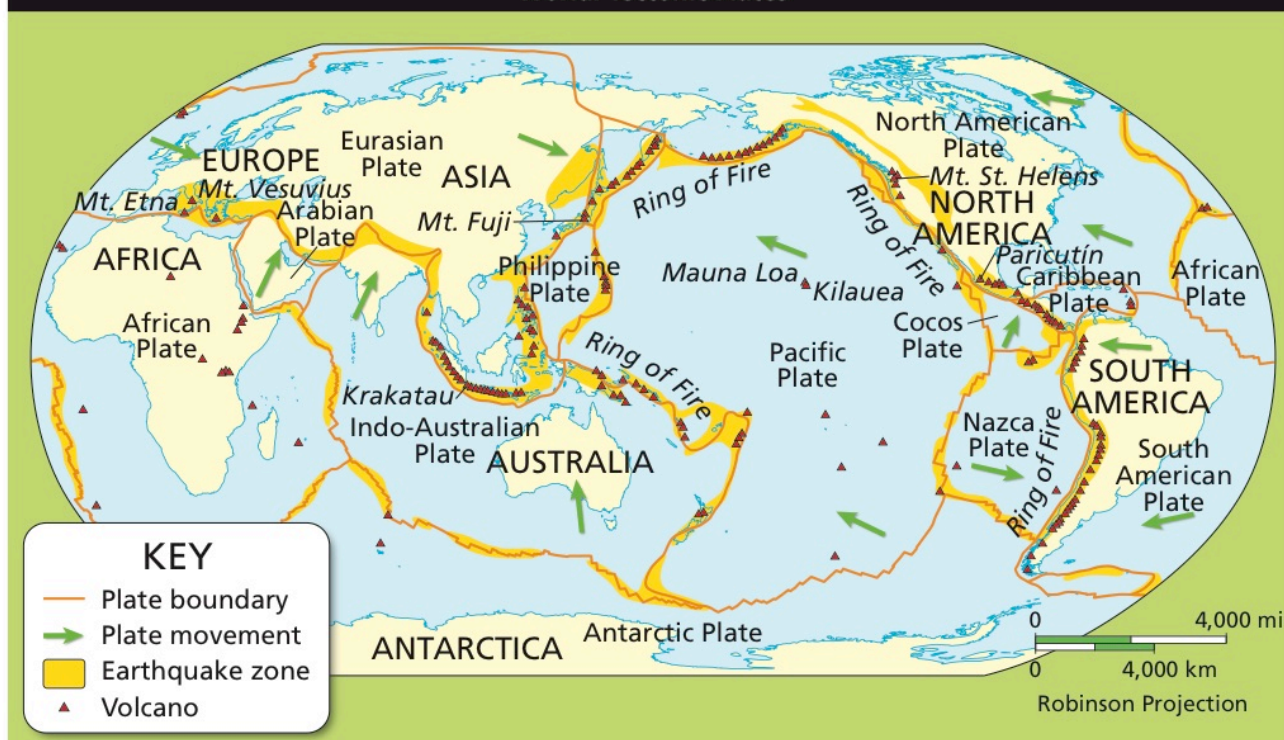 North American
Plate
EUROPE
Eurasian
Plate
ASIA
Ring of Fire
Mt. St. Helens
Mt. Etna
Mt. Vesuvius
Arabian
Plate
Mt. Fuji
NORTH
AMERICA
Ring of Fire
AFRICA
Philippine
Plate
Mauna Loa
Kilauea
Paricutín
Caribbean
Plate
African
Plate
African
Plate
Cocos
Plate
Ring of Fire
Pacific
Plate
SOUTH
AMERICA
Krakatau
Indo-Australian
Plate
AUSTRALIA
Nazca
Plate
Ring of Fire
South
American
Plate
KEY
Plate boundary
Plate movement
Earthquake zone
Volcano
ANTARCTICA
Antarctic Plate
0 4,000 mi
0 4,000 km
Robinson Projection